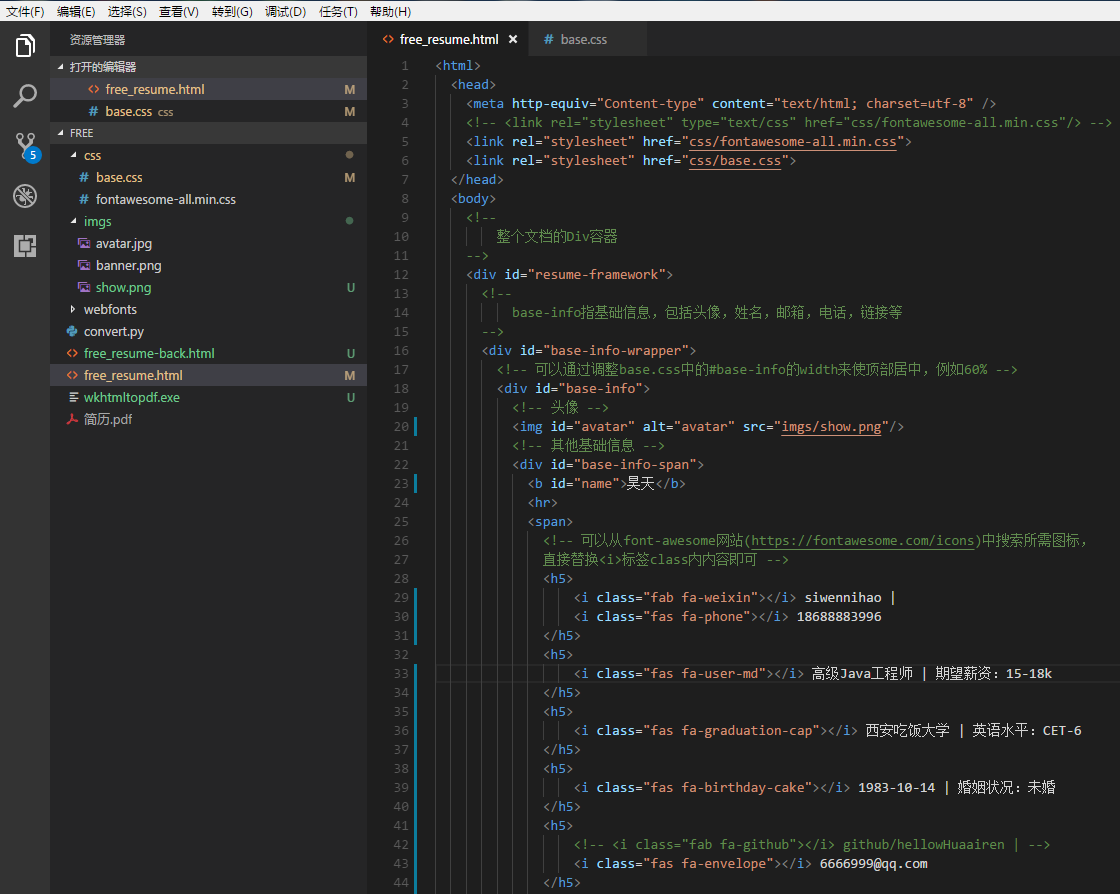 文件(F) 编辑(E) 选择(S) 查看(V) 转到(G) 调试(D) 任务(T) 帮助(H)
资源管理器
打开的编辑器
free_resume.html M
# base.css css M
FREE
css
# base.css M
# fontawesome-all.min.css
imgs
avatar.jpg
banner.png
show.png U
webfonts
convert.py
free_resume-back.html U
free_resume.html M
wkhtmltopdf.exe U
简历.pdf
5
free_resume.html × # base.css
1 <html>
2 <head>
3 <meta http-equiv="Content-type" content="text/html; charset=utf-8" />
4 <!-- <link rel="stylesheet" type="text/css" href="css/fontawesome-all.min.css"/> -->
5 <link rel="stylesheet" href="css/fontawesome-all.min.css">
6 <link rel="stylesheet" href="css/base.css">
7 </head>
8 <body>
9 <!--
10 整个文档的Div容器
11 -->
12 <div id="resume-framework">
13 <!--
14 base-info指基础信息，包括头像，姓名，邮箱，电话，链接等
15 -->
16 <div id="base-info-wrapper">
17 <!-- 可以通过调整base.css中的#base-info的width来使顶部居中，例如60% -->
18 <div id="base-info">
19 <!-- 头像 -->
20 <img id="avatar" alt="avatar" src="imgs/show.png"/>
21 <!-- 其他基础信息 -->
22 <div id="base-info-span">
23 <b id="name">昊天</b>
24 <hr>
25 <span>
26 <!-- 可以从font-awesome网站(https://fontawesome.com/icons)中搜索所需图标，
27 直接替换<i>标签class内内容即可 -->
28 <h5>
29 <i class="fab fa-weixin"></i> siwennihao |
30 <i class="fas fa-phone"></i> 18688883996
31 </h5>
32 <h5>
33 <i class="fas fa-user-md"></i> 高级Java工程师 | 期望薪资：15-18k
34 </h5>
35 <h5>
36 <i class="fas fa-graduation-cap"></i> 西安吃饭大学 | 英语水平：CET-6
37 </h5>
38 <h5>
39 <i class="fas fa-birthday-cake"></i> 1983-10-14 | 婚姻状况：未婚
40 </h5>
41 <h5>
42 <!-- <i class="fab fa-github"></i> github/hellowHuaairen | -->
43 <i class="fas fa-envelope"></i> 6666999@qq.com
44 </h5>